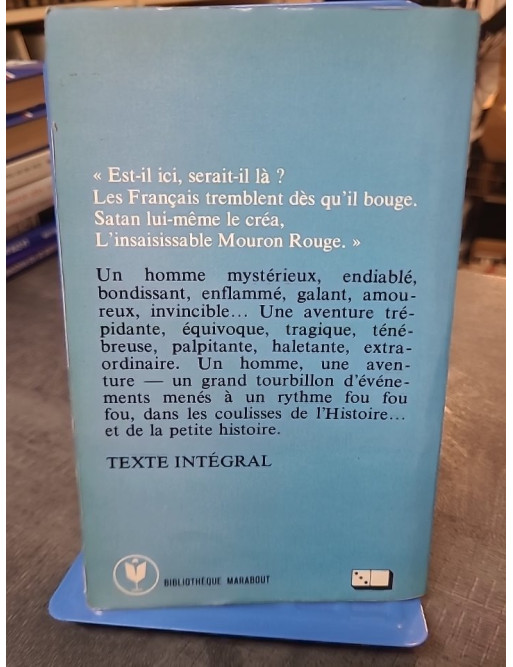 « Est-il ici, serait-il là ?
Les Français tremblent dès qu'il bouge.
Satan lui-même le créa,
L'insaisissable Mouron Rouge. »
Un homme mystérieux, endiablé,
bondissant, enflammé, galant, amou-
reux, invincible... Une aventure tré-
pidante, équivoque, tragique, téné-
breuse, palpitante, haletante, extra-
ordinaire. Un homme, une aven-
ture — un grand tourbillon d'événe-
ments menés à un rythme fou fou
fou, dans les coulisses de l'Histoire...
et de la petite histoire.
TEXTE INTÉGRAL
BIBLIOTHÈQUE MARABOUT